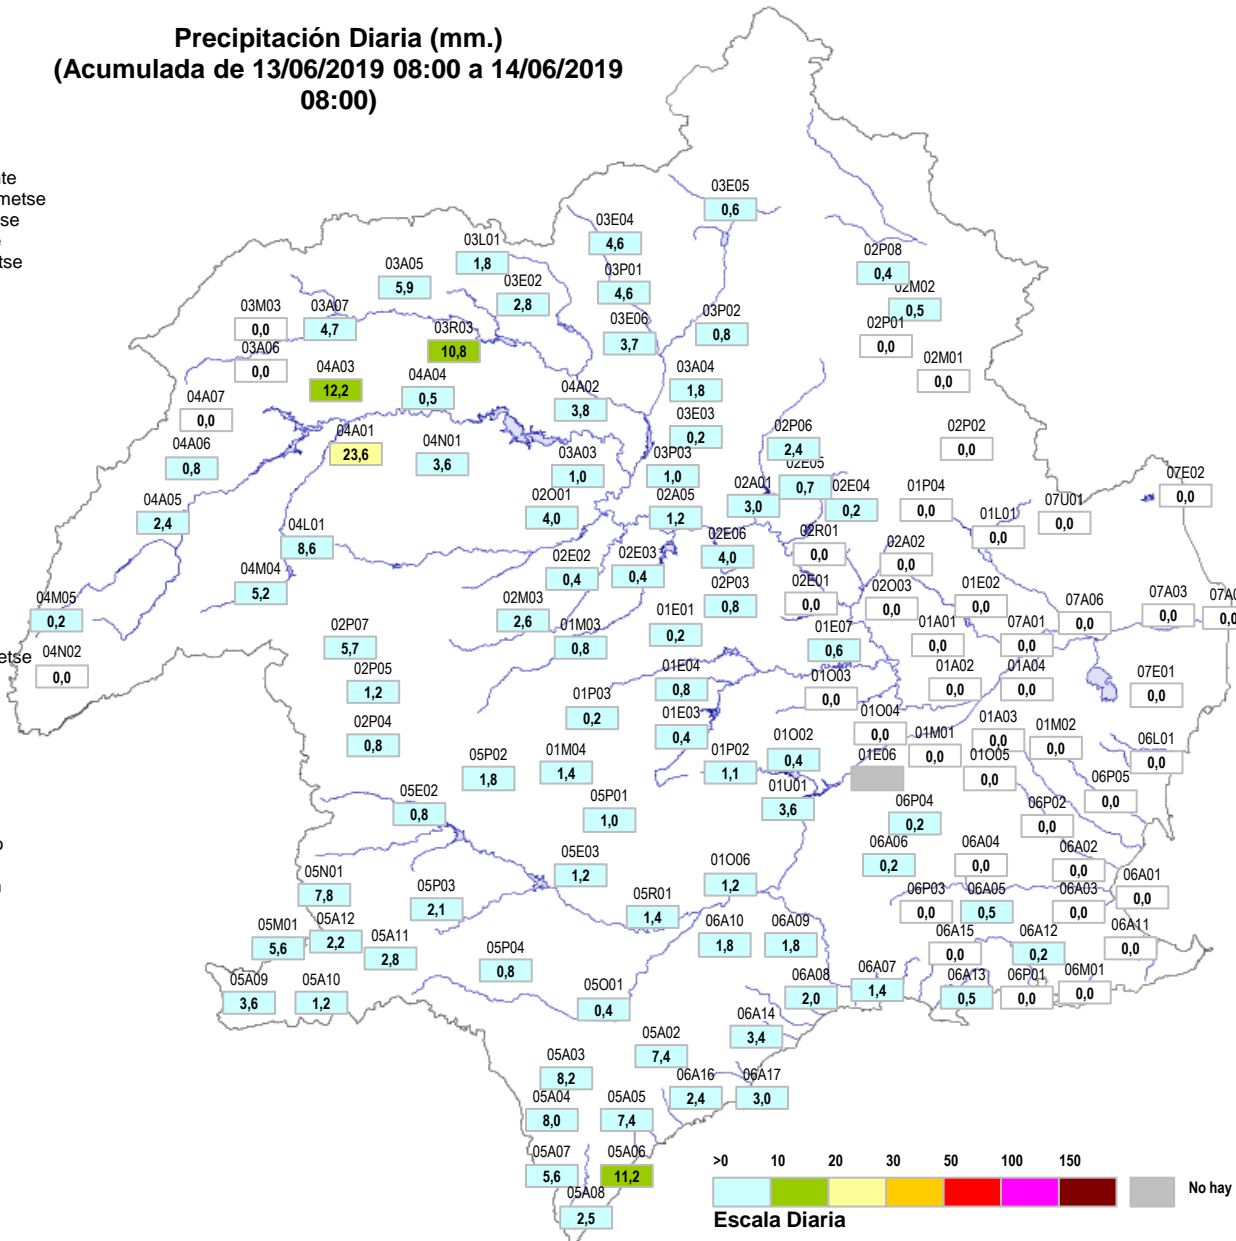 Precipitación Diaria (mm.)
(Acumulada de 13/06/2019 08:00 a 14/06/2019
08:00)
nte
metse
se
e
tse
etse
o
n
03E05
0,6
03E04
4,6
03L01
1,8
02P08
0,4
03A05
5,9
03P01
4,6
03E02
2,8
02M02
0,5
03M03
0,0
03A07
4,7
03R03
10,8
03E06
3,7
03P02
0,8
02P01
0,0
03A06
0,0
04A03
12,2
04A04
0,5
04A02
3,8
03A04
1,8
02M01
0,0
04A07
0,0
03E03
0,2
04A01
23,6
04N01
3,6
02P06
2,4
02P02
0,0
04A06
0,8
03A03
1,0
03P03
1,0
02E05
0,7
07E02
0,0
04A05
2,4
02O01
4,0
02A05
1,2
02A01
3,0
02E04
0,2
01P04
0,0
01L01
0,0
07U01
0,0
04L01
8,6
02E06
4,0
02R01
0,0
02A02
0,0
04M04
5,2
02E02
0,4
02E03
0,4
02P03
0,8
02E01
0,0
02O03
0,0
01E02
0,0
04M05
0,2
02M03
2,6
01M03
0,8
01E01
0,2
01E07
0,6
01A01
0,0
07A01
0,0
07A06
0,0
07A03
0,0
07A0
0,0
04N02
0,0
02P07
5,7
02P05
1,2
01E04
0,8
01O03
0,0
01A02
0,0
01A04
0,0
07E01
0,0
01P03
0,2
01E03
0,4
02P04
0,8
01O04
0,0
01M01
0,0
01A03
0,0
01M02
0,0
06L01
0,0
05P02
1,8
01M04
1,4
01P02
1,1
01O02
0,4
01E06
01O05
0,0
05E02
0,8
05P01
1,0
01U01
3,6
06P04
0,2
06P02
0,0
06P05
0,0
05E03
1,2
01O06
1,2
06A06
0,2
06A04
0,0
06A02
0,0
05N01
7,8
05P03
2,1
05R01
1,4
06P03
0,0
06A05
0,5
06A03
0,0
06A01
0,0
05M01
5,6
05A12
2,2
05A11
2,8
06A10
1,8
06A09
1,8
06A15
0,0
06A12
0,2
06A11
0,0
05A09
3,6
05A10
1,2
05P04
0,8
05O01
0,4
06A08
2,0
06A07
1,4
06A13
0,5
06P01
0,0
06M01
0,0
05A02
7,4
06A14
3,4
05A03
8,2
06A16
2,4
06A17
3,0
05A04
8,0
05A05
7,4
05A07
5,6
05A06
11,2
05A08
2,5
>0 10 20 30 50 100 150
No hay
Escala Diaria